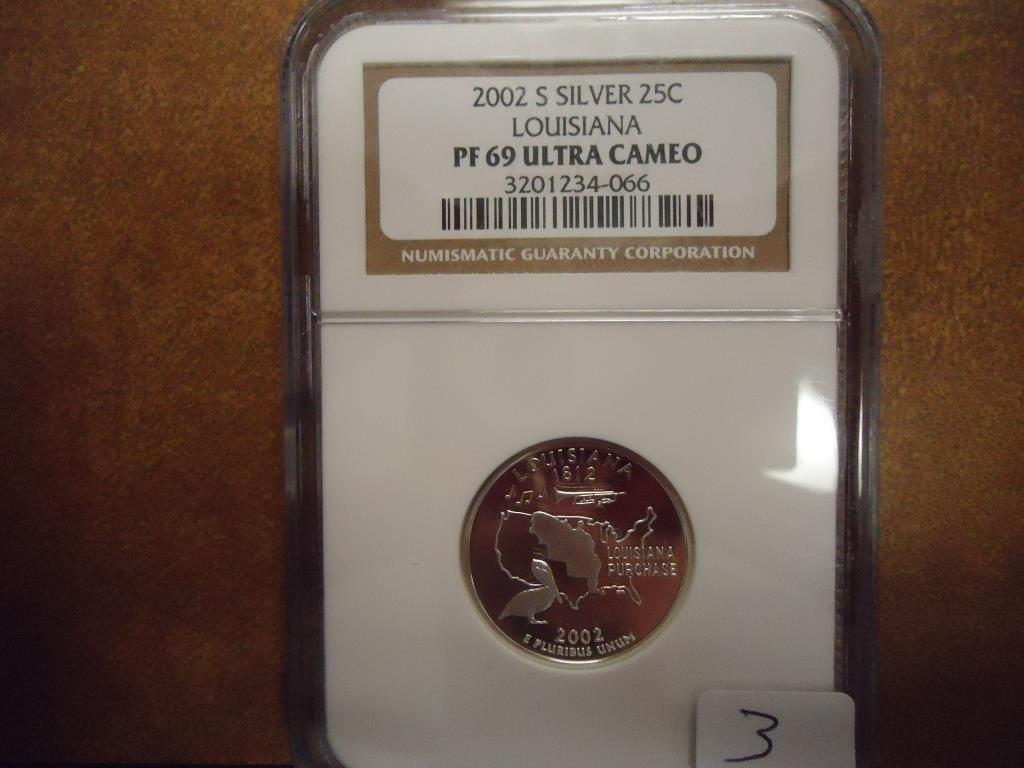 2002 S SILVER 25C
LOUISIANA
PF 69 ULTRA CAMEO
3201234-066
NUMISMATIC GUARANTY CORPORATION
LOUISIANA
1812
LOUISIANA
PURCHASE
2002
E PLURIBUS UNUM
3